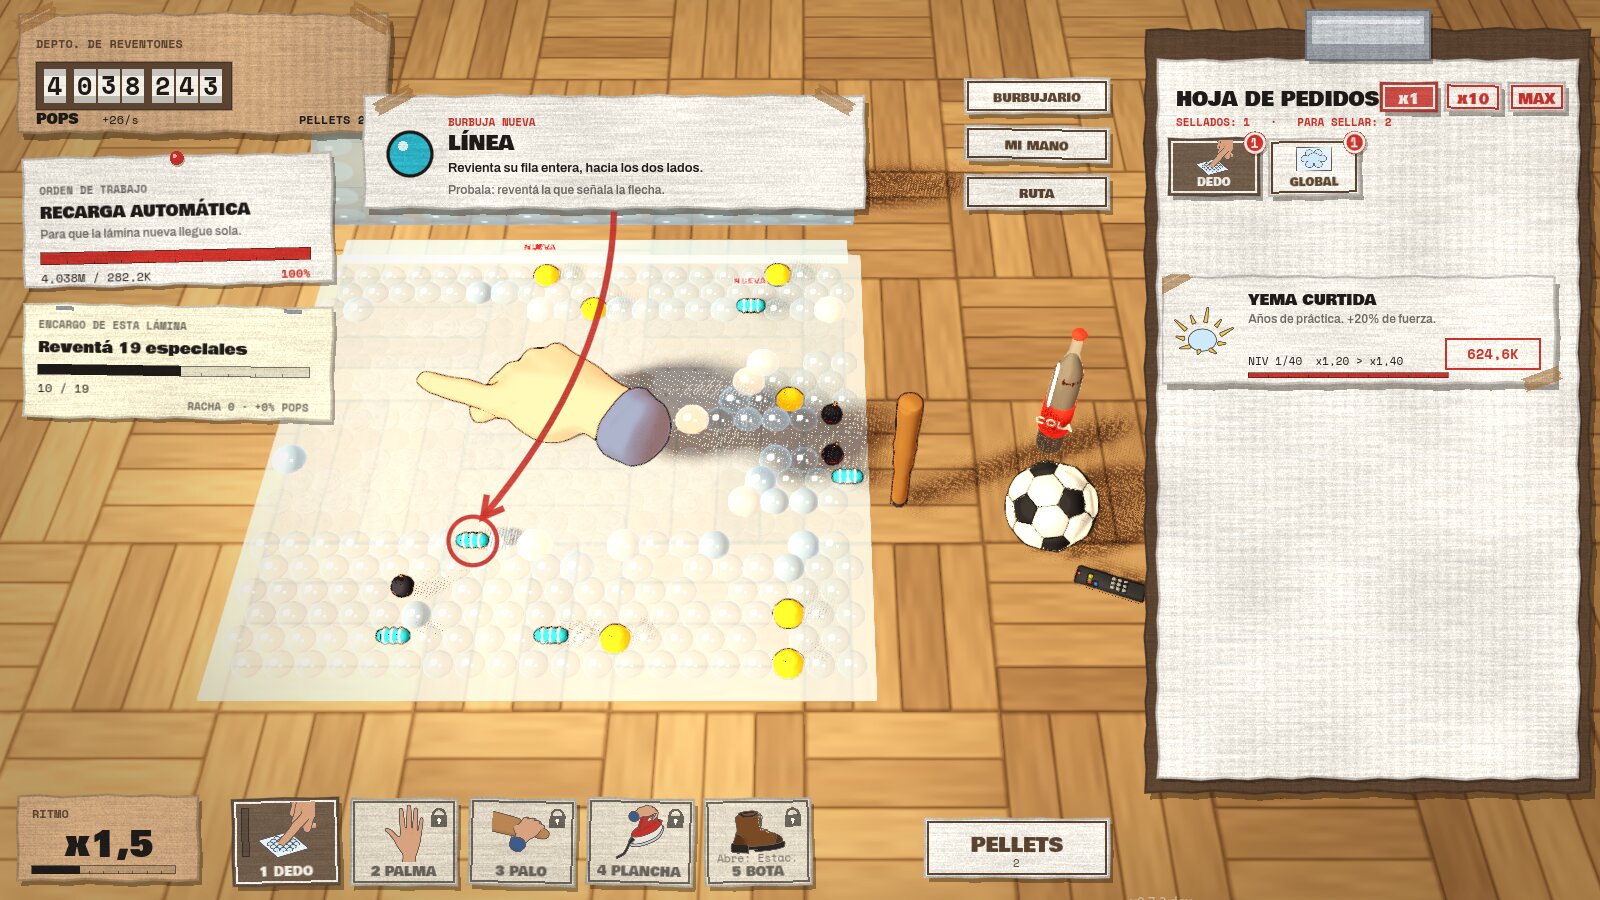 DEPTO. DE REVENTONES
4 038 243
POPS +26/s PELLETS 2
ORDEN DE TRABAJO
RECARGA AUTOMÁTICA
Para que la lámina nueva llegue sola.
4.038M / 282.2K 100%
ENCARGO DE ESTA LÁMINA
Reventá 19 especiales
10 / 19
RACHA 0 · +0% POPS
BURBUJA NUEVA
LÍNEA
Revienta su fila entera, hacia los dos lados.
Probala: reventá la que señala la flecha.
NUEVA
NUEVA
BURBUJARIO
MI MANO
RUTA
HOJA DE PEDIDOS
x1 x10 MAX
SELLADOS: 1 · PARA SELLAR: 2
DEDO 1
GLOBAL 1
YEMA CURTIDA
Años de práctica. +20% de fuerza.
NIV 1/40 x1,20 > x1,40
624,6K
COLA
RITMO
x1,5
1 DEDO
2 PALMA
3 PALO
4 PLANCHA
Abre: Estac.
5 BOTA
PELLETS
2